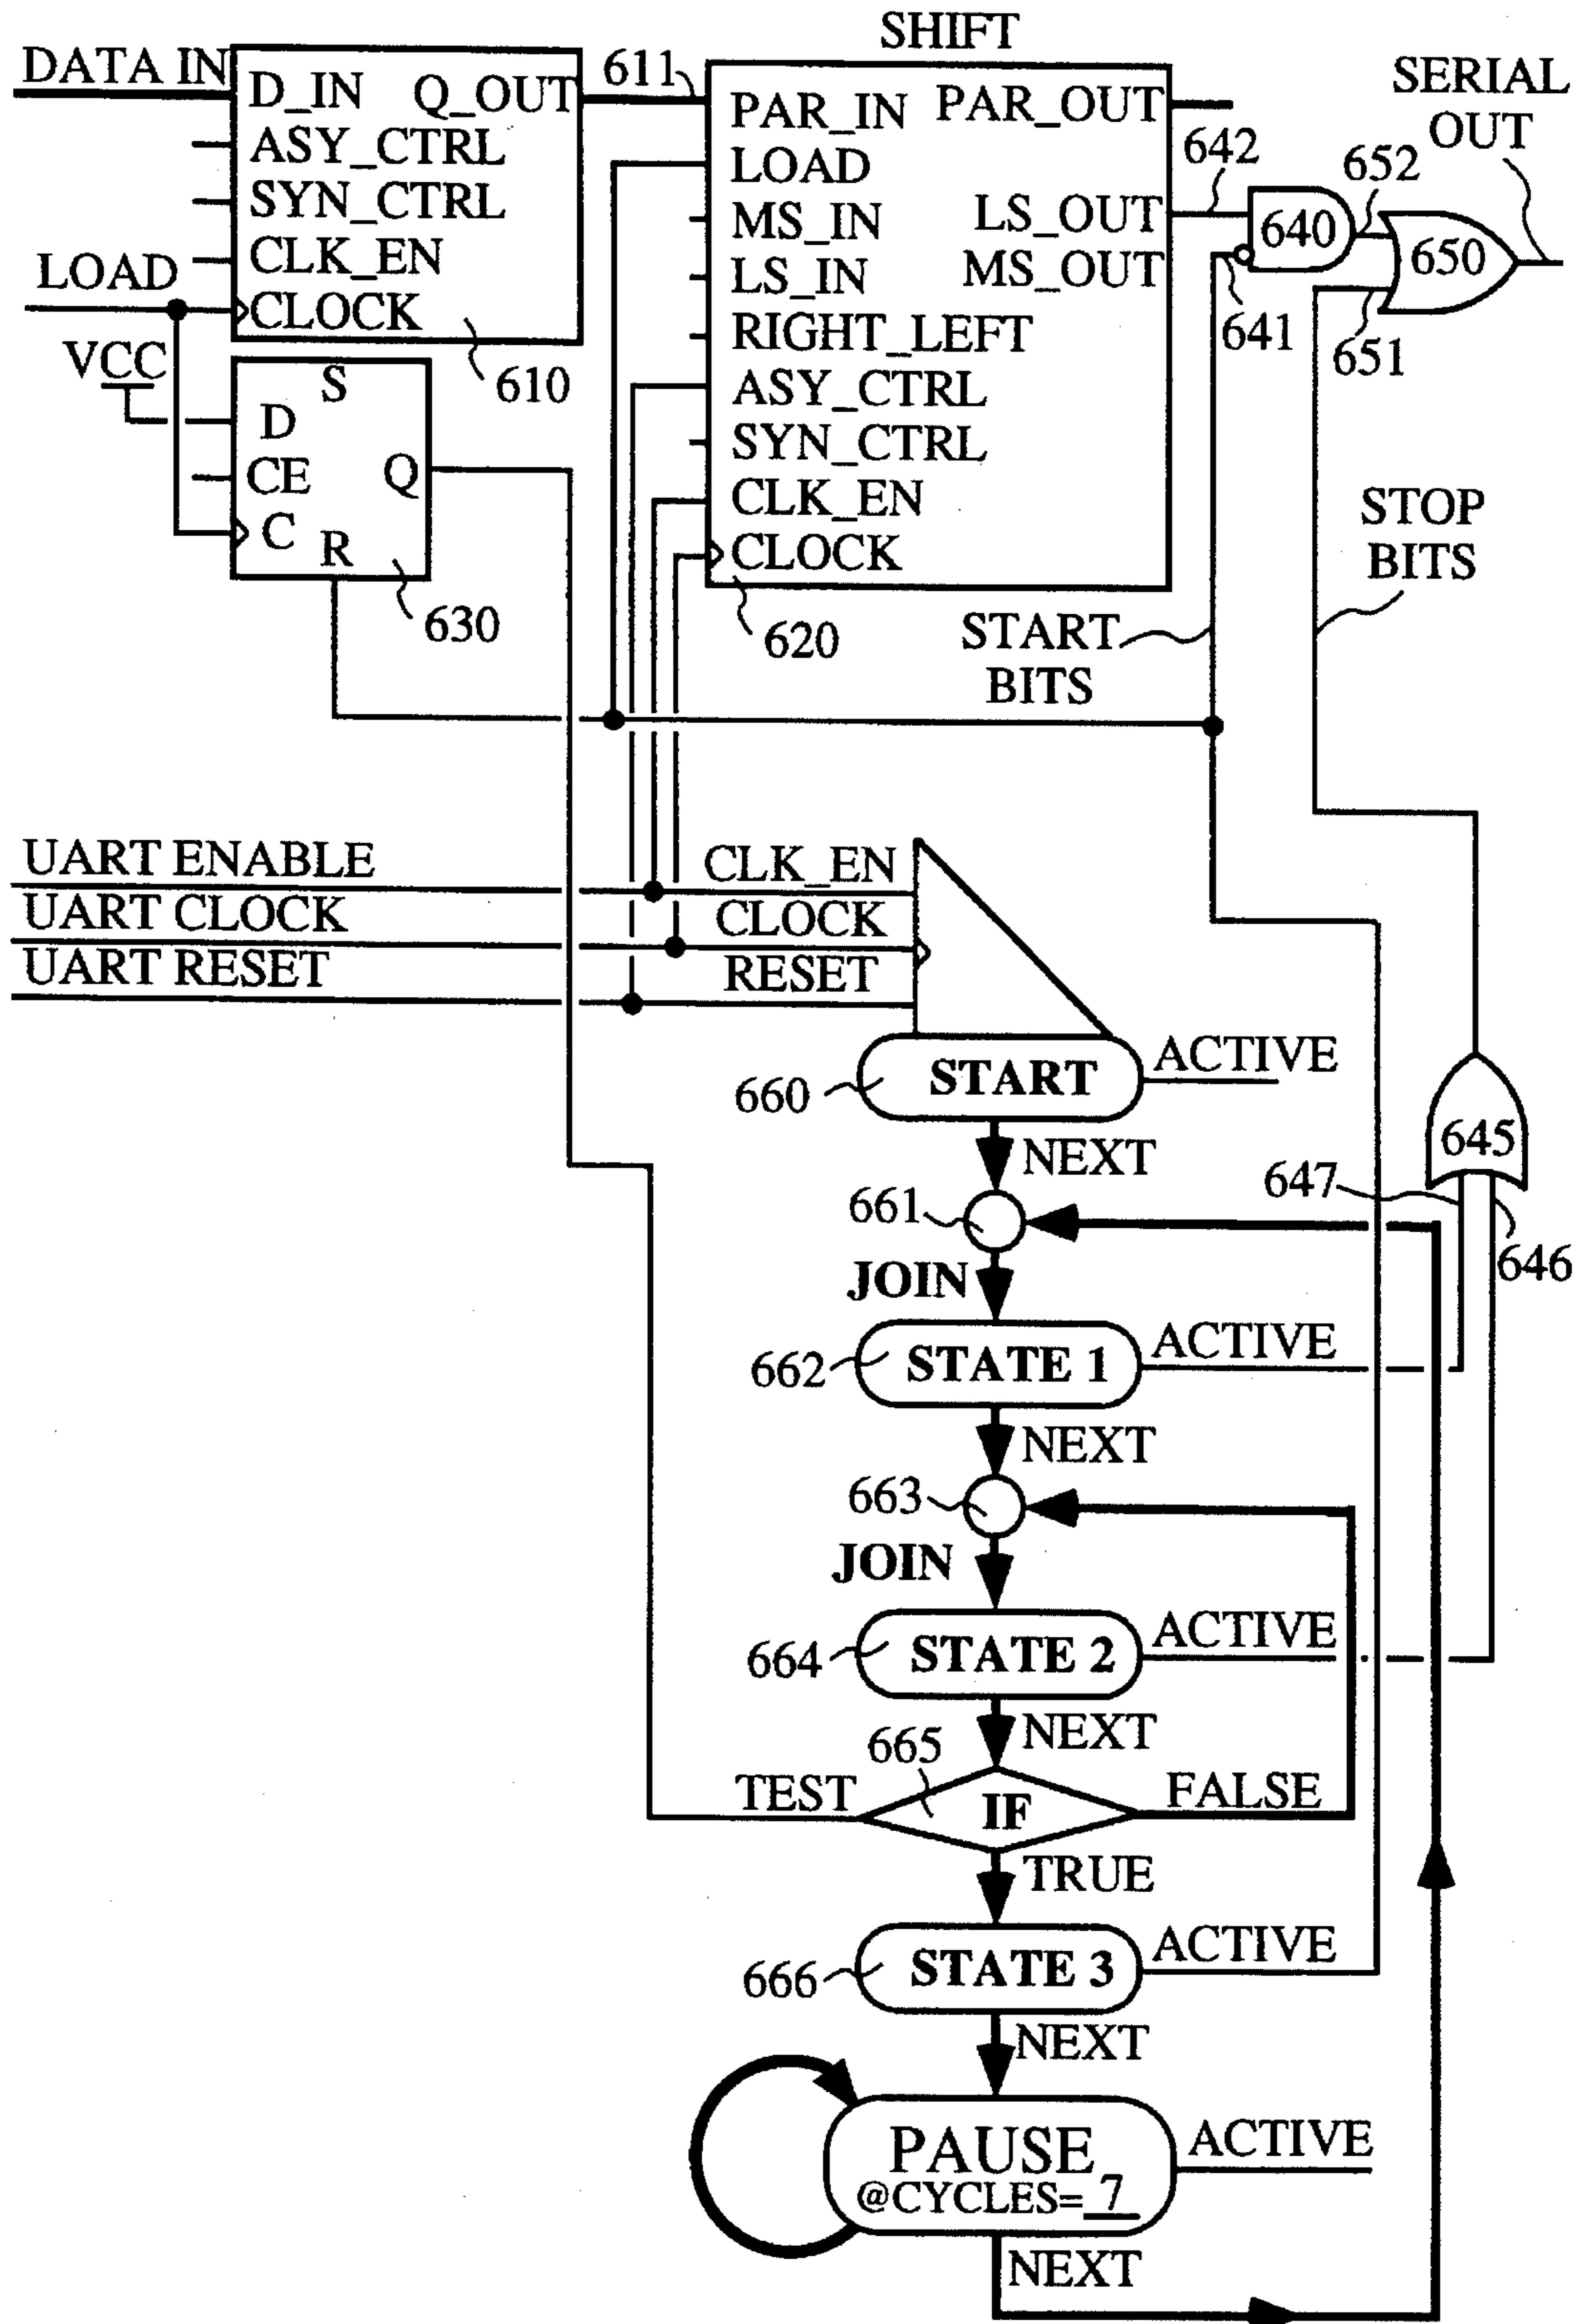 SHIFT
DATA IN
D_IN
Q_OUT
ASY_CTRL
SYN_CTRL
CLK_EN
CLOCK
LOAD
610
611
PAR_IN
PAR_OUT
LOAD
MS_IN
LS_OUT
LS_IN
MS_OUT
RIGHT_LEFT
ASY_CTRL
SYN_CTRL
CLK_EN
CLOCK
620
642
640
641
652
650
651
SERIAL
OUT
VCC
S
D
CE
Q
C
R
630
START
BITS
STOP
BITS
UART ENABLE
CLK_EN
UART CLOCK
CLOCK
UART RESET
RESET
660
START
ACTIVE
NEXT
645
647
646
661
JOIN
662
STATE 1
ACTIVE
NEXT
663
JOIN
664
STATE 2
ACTIVE
NEXT
665
TEST
IF
FALSE
TRUE
666
STATE 3
ACTIVE
NEXT
PAUSE
@CYCLES= 7
ACTIVE
NEXT